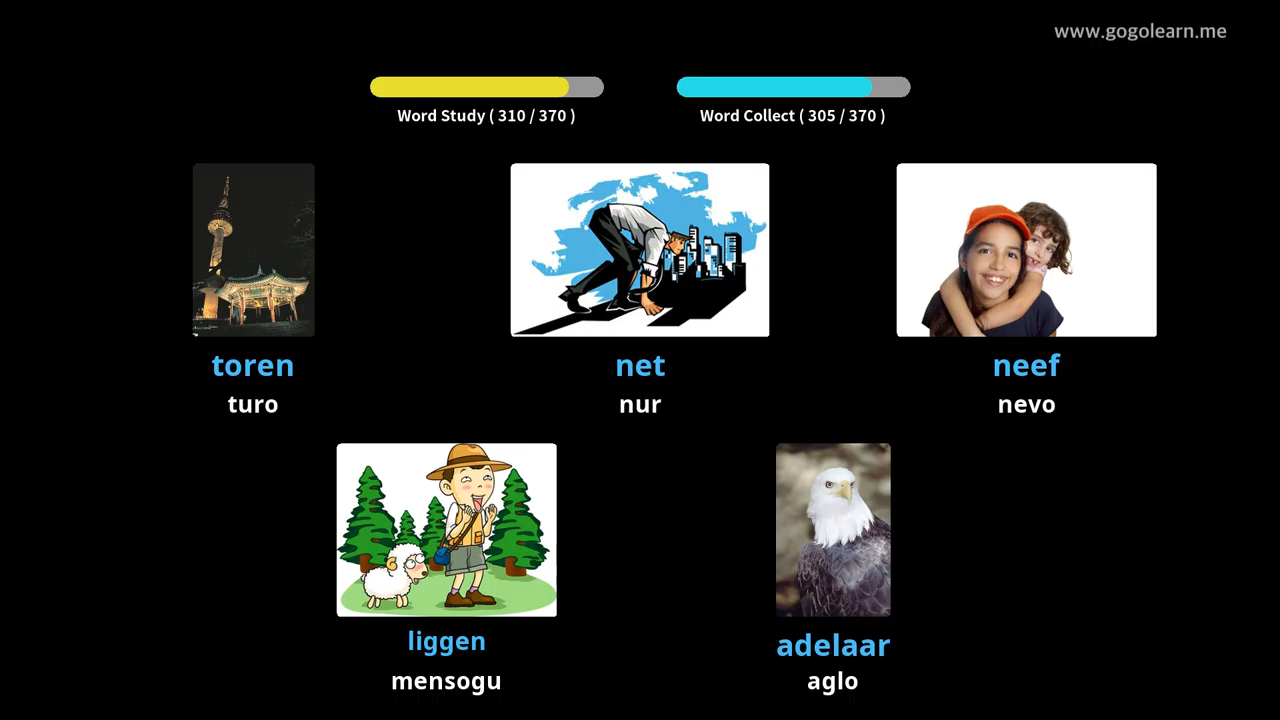 www.gogolearn.me
Word Study ( 310 / 370 )
Word Collect ( 305 / 370 )
toren
net
neef
turo
nur
nevo
liggen
adelaar
mensogu
aglo